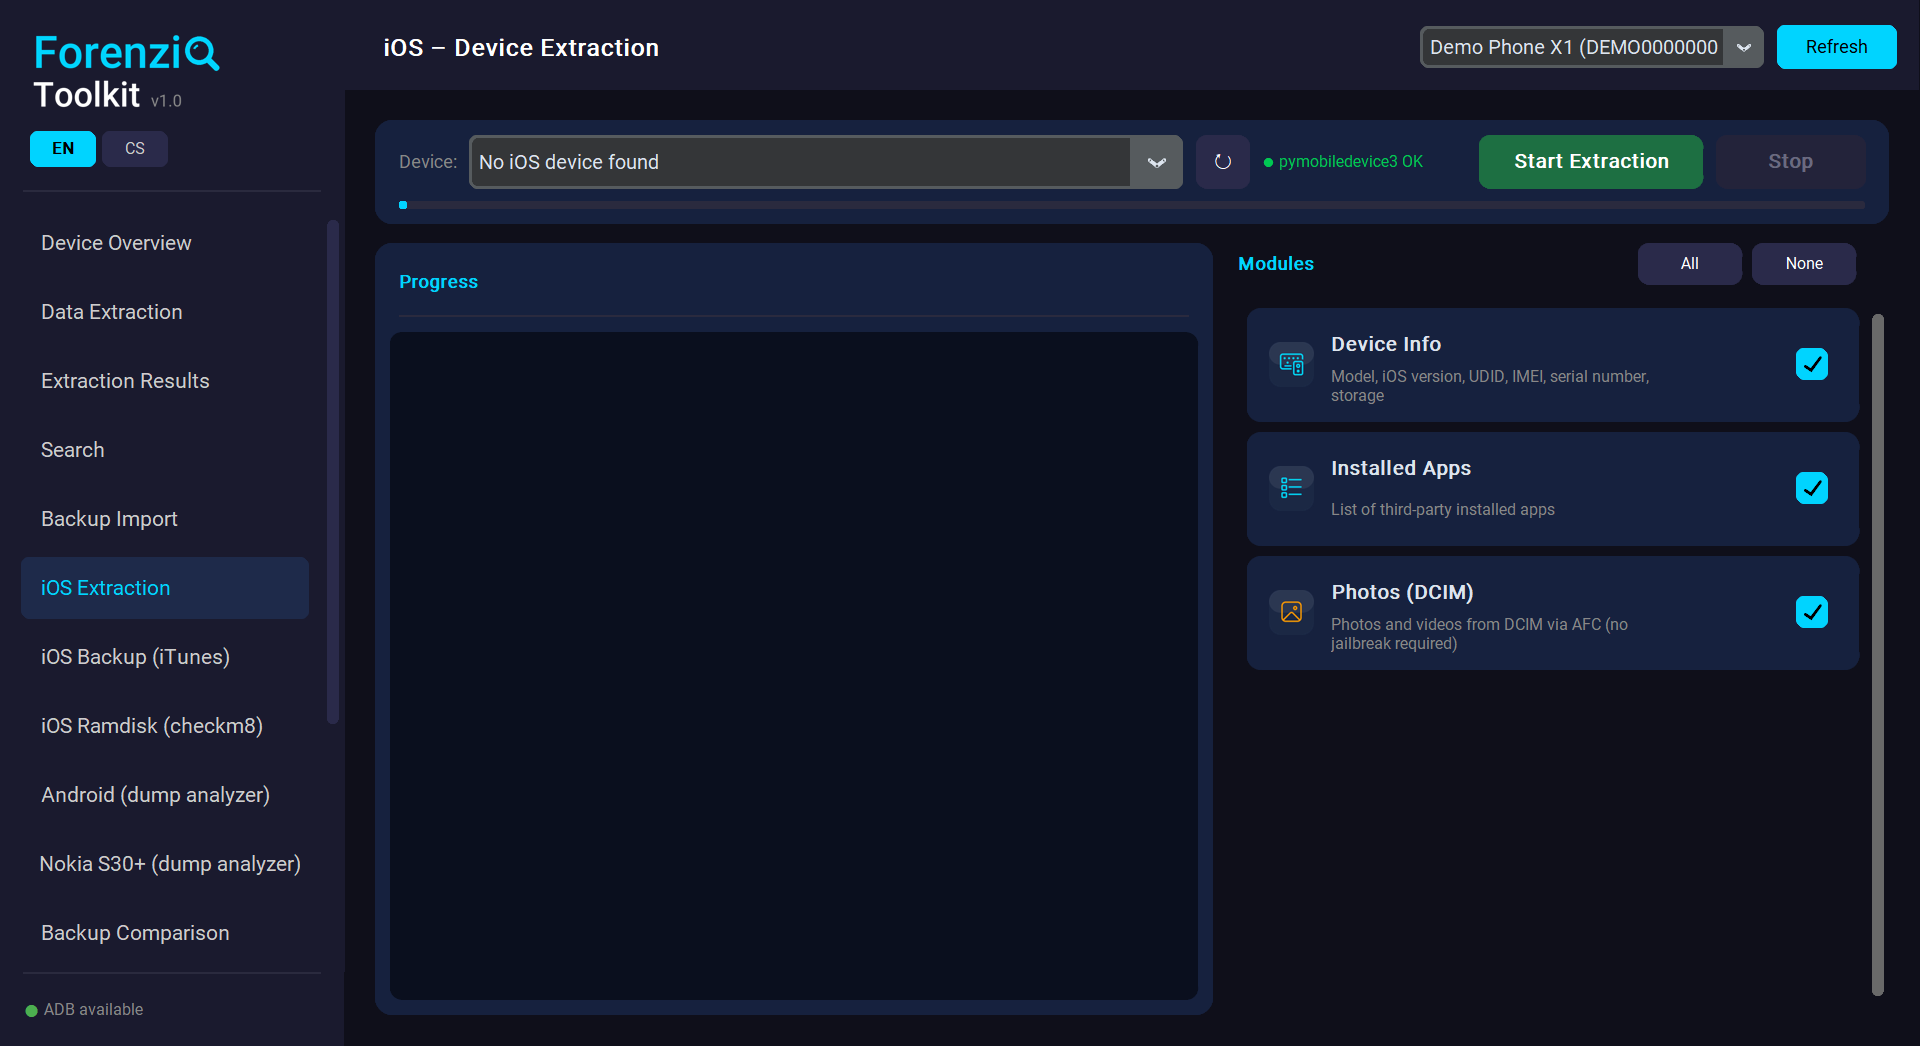 Forenzi
Toolkit v1.0
EN
CS
Device Overview
Data Extraction
Extraction Results
Search
Backup Import
iOS Extraction
iOS Backup (iTunes)
iOS Ramdisk (checkm8)
Android (dump analyzer)
Nokia S30+ (dump analyzer)
Backup Comparison
ADB available
iOS – Device Extraction
Demo Phone X1 (DEMO0000000
Refresh
Device:
No iOS device found
pymobiledevice3 OK
Start Extraction
Stop
Progress
Modules
All
None
Device Info
Model, iOS version, UDID, IMEI, serial number,
storage
Installed Apps
List of third-party installed apps
Photos (DCIM)
Photos and videos from DCIM via AFC (no
jailbreak required)